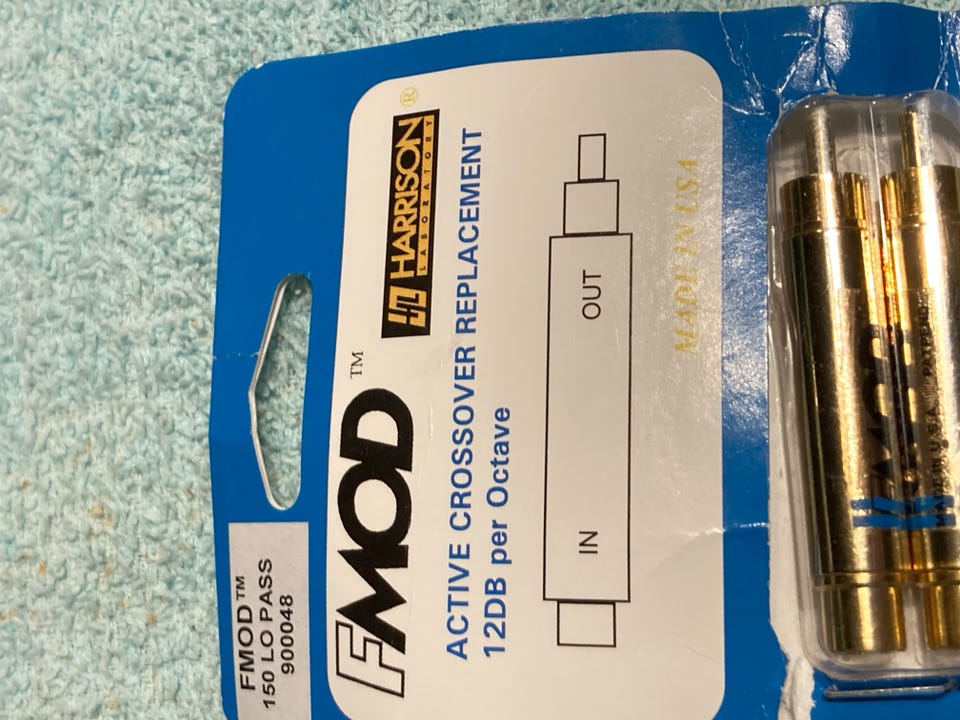 FMOD™
150 LO PASS
900048
FMOD™
HARRISON®
LABORATORY
ACTIVE CROSSOVER REPLACEMENT
12DB per Octave
IN OUT
MADE IN USA
FMOD